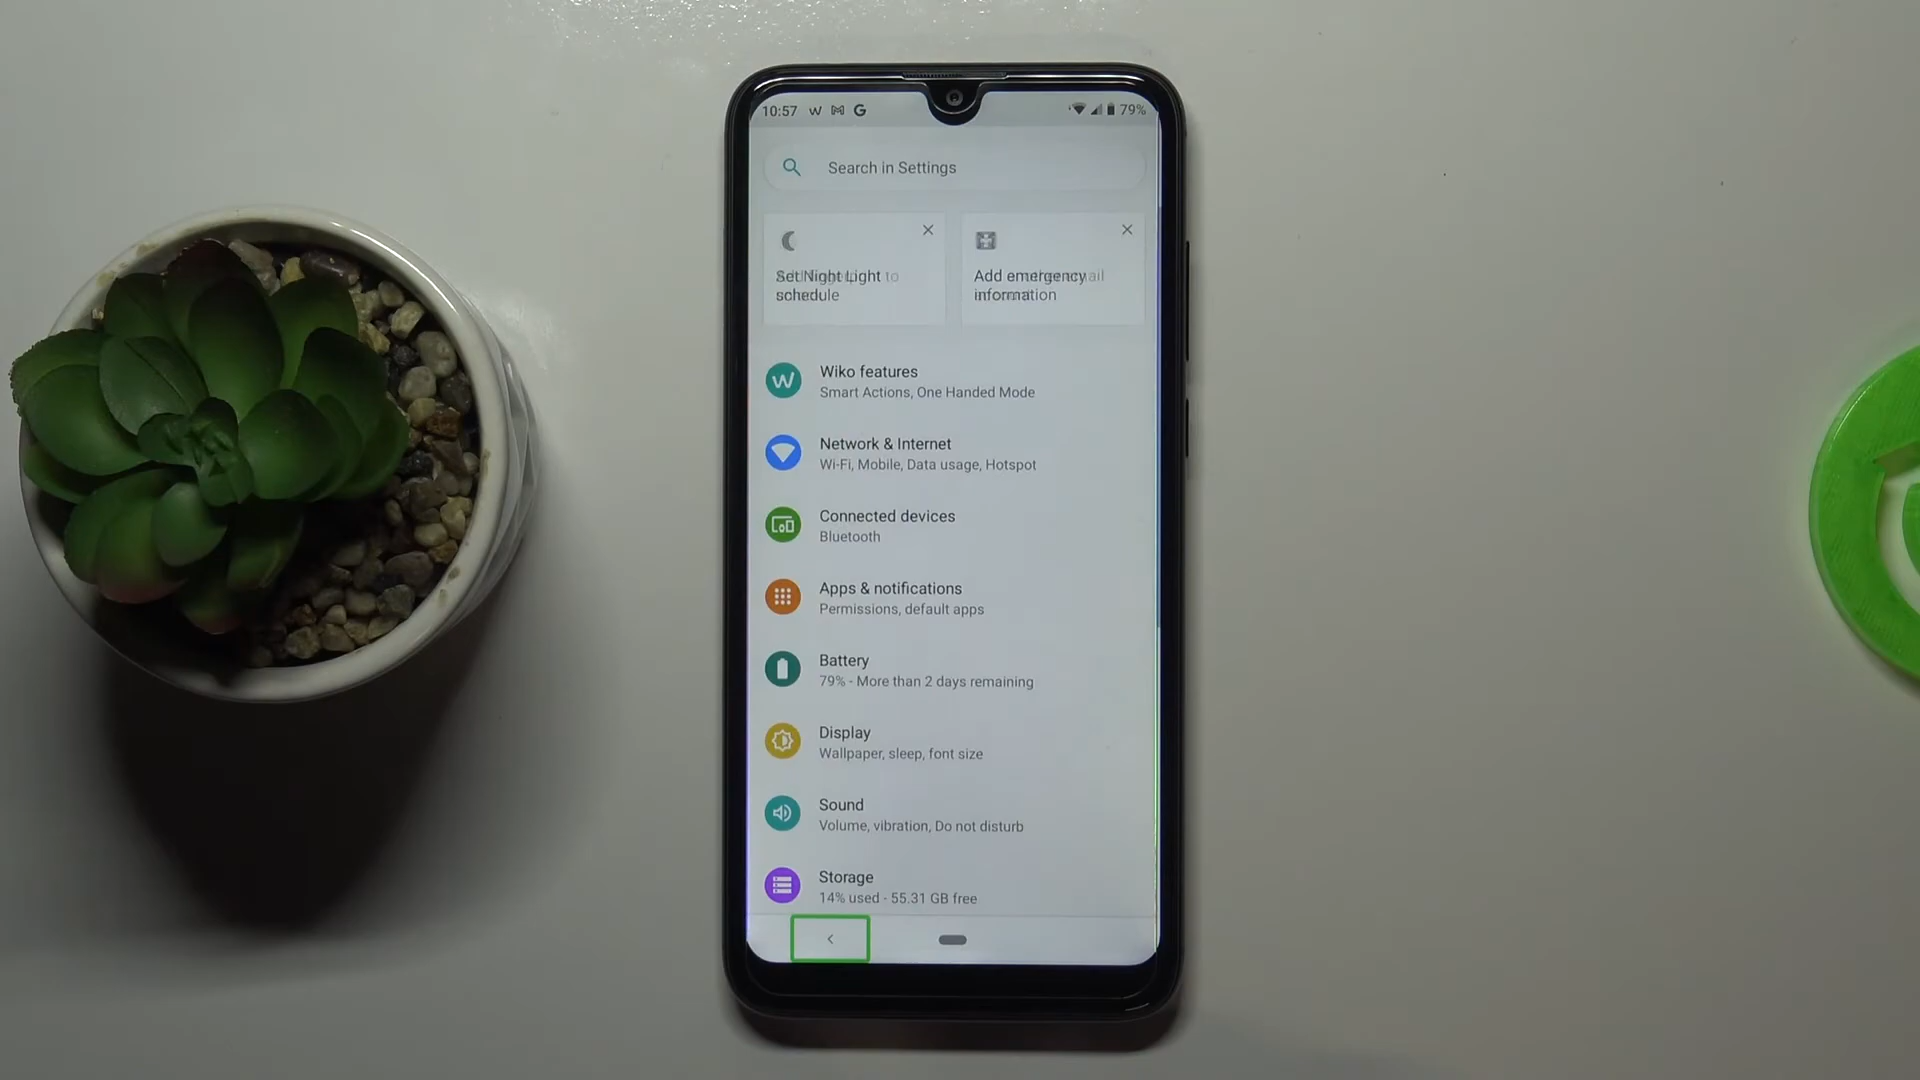 10:57 W M G 79%
Search in Settings
Set Night Light to
schedule
Add emergency
information
W Wiko features
Smart Actions, One Handed Mode
Network & Internet
Wi-Fi, Mobile, Data usage, Hotspot
Connected devices
Bluetooth
Apps & notifications
Permissions, default apps
Battery
79% - More than 2 days remaining
Display
Wallpaper, sleep, font size
Sound
Volume, vibration, Do not disturb
Storage
14% used - 55.31 GB free